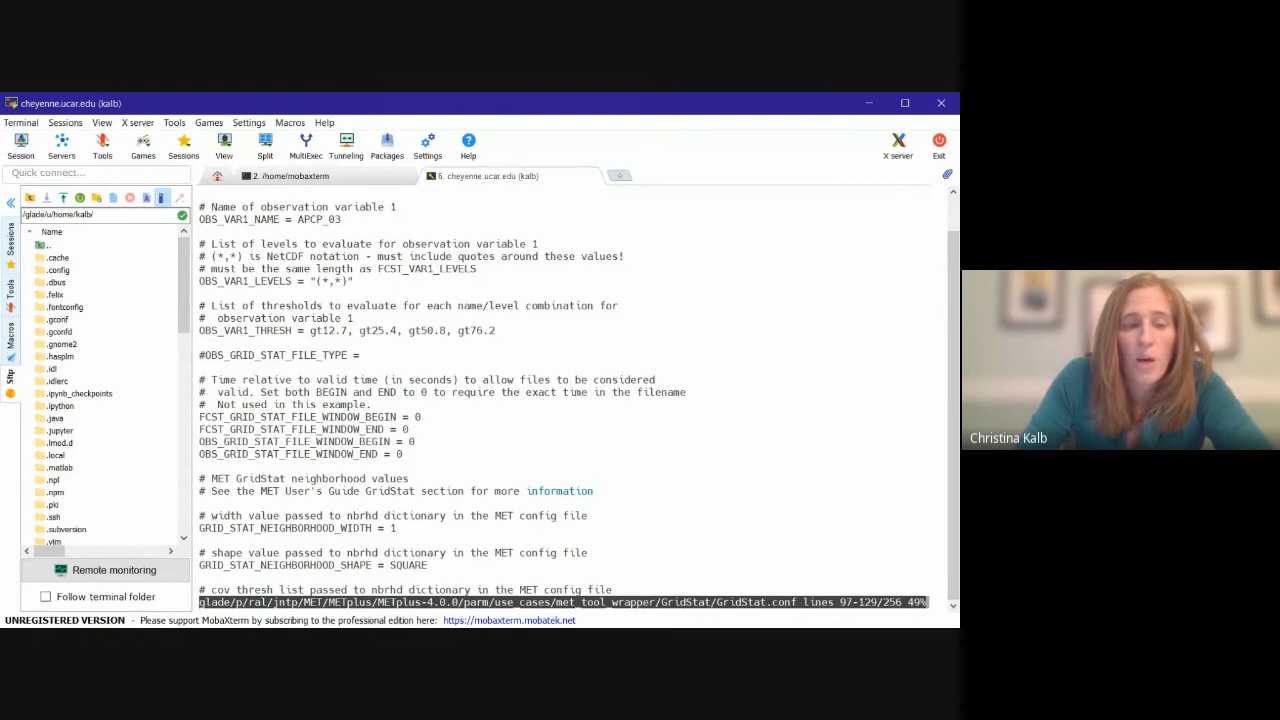 cheyenne.ucar.edu (kalb)
Terminal Sessions View X server Tools Games Settings Macros Help
Session Servers Tools Games Sessions View Split MultiExec Tunneling Packages Settings Help X server Exit
Quick connect...
2. /home/mobaxterm
6. cheyenne.ucar.edu (kalb)
/glade/u/home/kalb/
Sessions
Tools
Macros
Sftp
Name
..
.cache
.config
.dbus
.felix
.fontconfig
.gconf
.gconfd
.gnome2
.hasplm
.idl
.idlerc
.ipynb_checkpoints
.ipython
.java
.jupyter
.lmod.d
.local
.matlab
.npl
.npm
.pki
.ssh
.subversion
.vim
Remote monitoring
Follow terminal folder
# Name of observation variable 1
OBS_VAR1_NAME = APCP_03
# List of levels to evaluate for observation variable 1
# (*,*) is NetCDF notation - must include quotes around these values!
# must be the same length as FCST_VAR1_LEVELS
OBS_VAR1_LEVELS = "(*,*)"
# List of thresholds to evaluate for each name/level combination for
#  observation variable 1
OBS_VAR1_THRESH = gt12.7, gt25.4, gt50.8, gt76.2
#OBS_GRID_STAT_FILE_TYPE =
# Time relative to valid time (in seconds) to allow files to be considered
#  valid. Set both BEGIN and END to 0 to require the exact time in the filename
#  Not used in this example.
FCST_GRID_STAT_FILE_WINDOW_BEGIN = 0
FCST_GRID_STAT_FILE_WINDOW_END = 0
OBS_GRID_STAT_FILE_WINDOW_BEGIN = 0
OBS_GRID_STAT_FILE_WINDOW_END = 0
# MET GridStat neighborhood values
# See the MET User's Guide GridStat section for more information
# width value passed to nbrhd dictionary in the MET config file
GRID_STAT_NEIGHBORHOOD_WIDTH = 1
# shape value passed to nbrhd dictionary in the MET config file
GRID_STAT_NEIGHBORHOOD_SHAPE = SQUARE
# cov thresh list passed to nbrhd dictionary in the MET config file
glade/p/ral/jntp/MET/METplus/METplus-4.0.0/parm/use_cases/met_tool_wrapper/GridStat/GridStat.conf lines 97-129/256 49%
UNREGISTERED VERSION - Please support MobaXterm by subscribing to the professional edition here: https://mobaxterm.mobatek.net
Christina Kalb